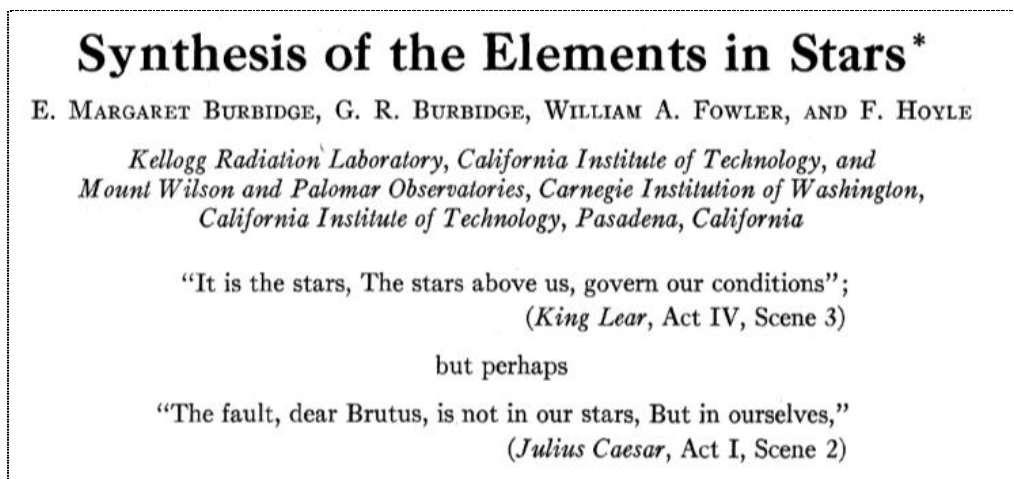 Synthesis of the Elements in Stars*
E. MARGARET BURBIDGE, G. R. BURBIDGE, WILLIAM A. FOWLER, AND F. HOYLE
Kellogg Radiation Laboratory, California Institute of Technology, and
Mount Wilson and Palomar Observatories, Carnegie Institution of Washington,
California Institute of Technology, Pasadena, California
“It is the stars, The stars above us, govern our conditions”;
(King Lear, Act IV, Scene 3)
but perhaps
“The fault, dear Brutus, is not in our stars, But in ourselves,”
(Julius Caesar, Act I, Scene 2)